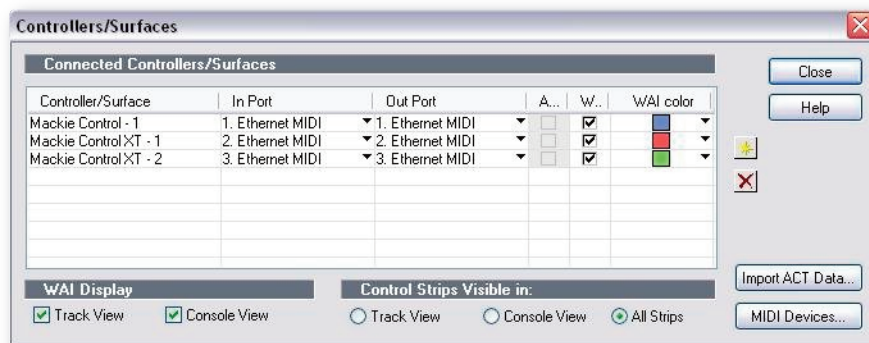 Controllers/Surfaces
Connected Controllers/Surfaces
Close
Help
Controller/Surface In Port Out Port A... W.. WAI color
Mackie Control - 1 1. Ethernet MIDI 1. Ethernet MIDI
Mackie Control XT - 1 2. Ethernet MIDI 2. Ethernet MIDI
Mackie Control XT - 2 3. Ethernet MIDI 3. Ethernet MIDI
Import ACT Data...
WAI Display Control Strips Visible in:
Track View Console View Track View Console View All Strips
MIDI Devices...